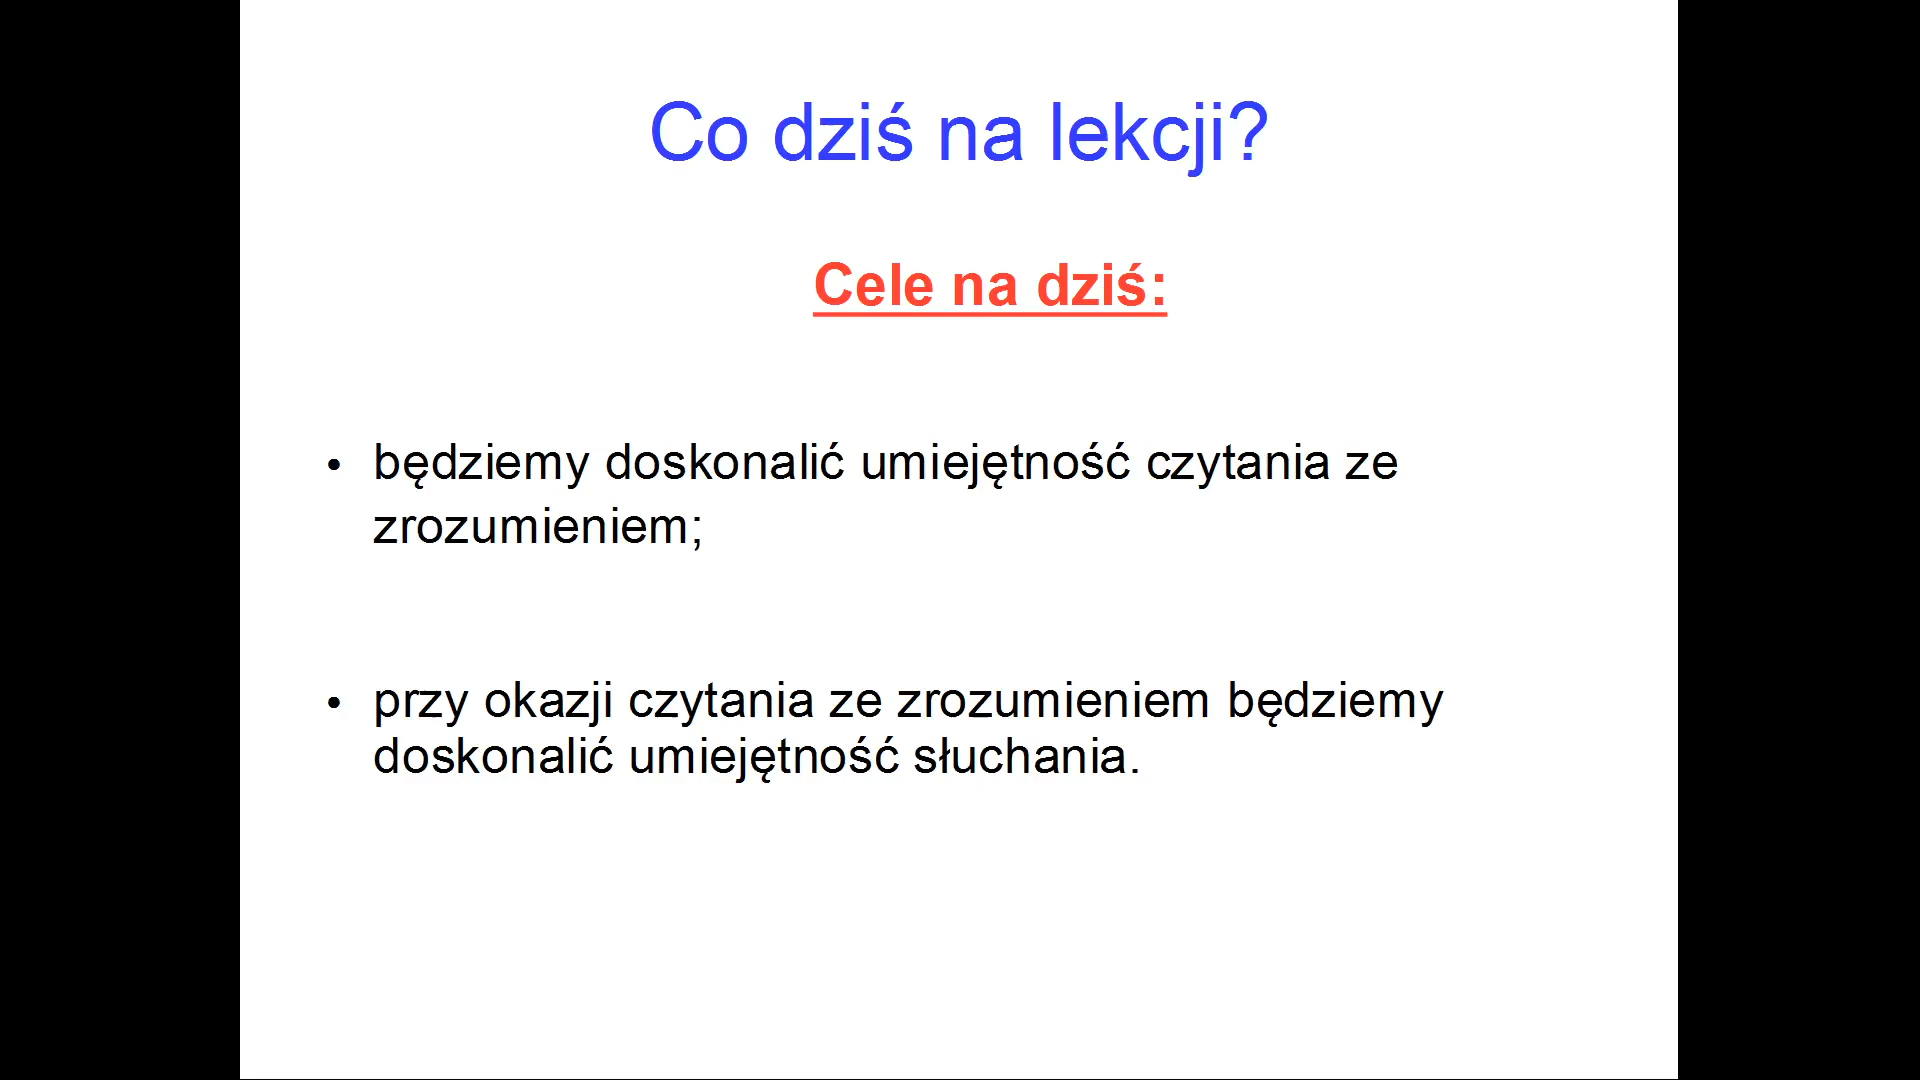 Co dziś na lekcji?
Cele na dziś:
• będziemy doskonalić umiejętność czytania ze
zrozumieniem;
• przy okazji czytania ze zrozumieniem będziemy
doskonalić umiejętność słuchania.